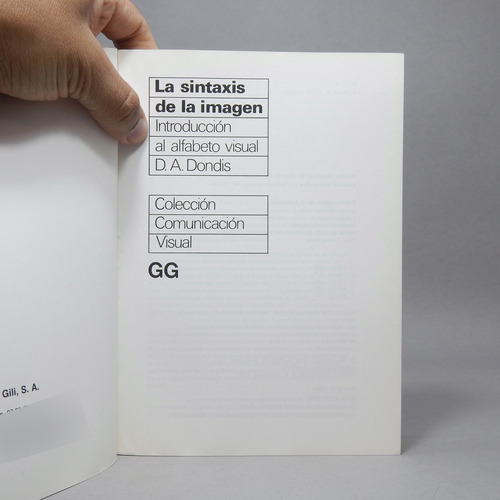 La sintaxis
de la imagen
Introducción
al alfabeto visual
D. A. Dondis
Colección
Comunicación
Visual
GG
Gili, S. A.